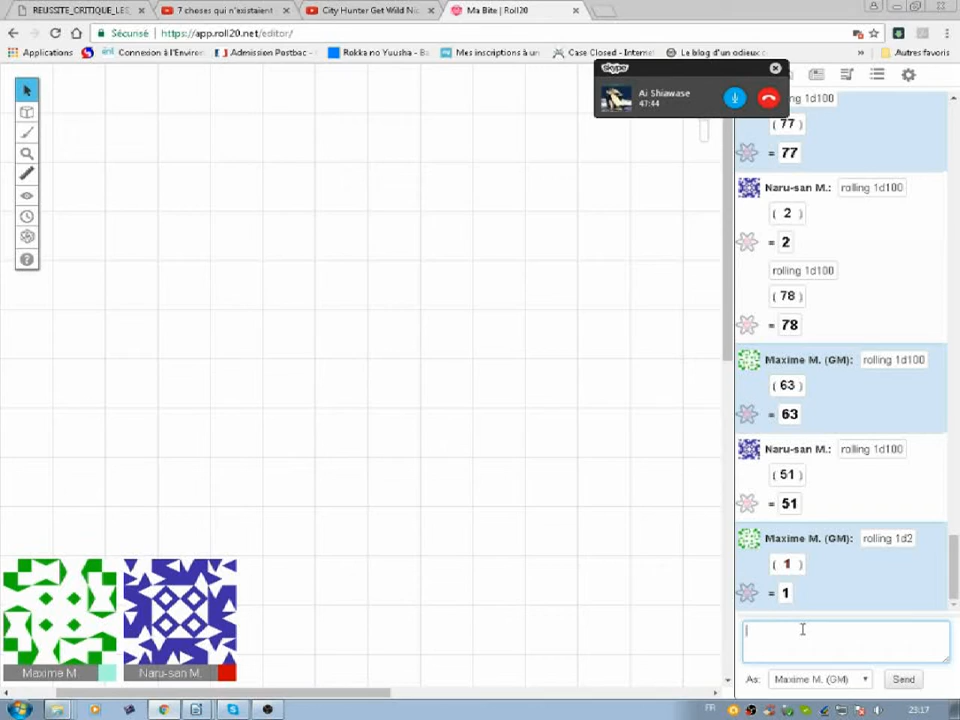 REUSSITE_CRITIQUE_LES_
7 choses qui n'existaient
City Hunter Get Wild Nic
Ma Bite | Roll20
Sécurisé
https://app.roll20.net/editor/
Applications
Connexion à l'Enviror
Admission Postbac -
Rokka no Yuusha - Ba
Mes inscriptions à un
Case Closed - Interne
Le blog d'un odieux c
»
Autres favoris
skype
Ai Shiawase
47:44
ng 1d100
( 77 )
= 77
Naru-san M.: rolling 1d100
( 2 )
= 2
rolling 1d100
( 78 )
= 78
Maxime M. (GM): rolling 1d100
( 63 )
= 63
Naru-san M.: rolling 1d100
( 51 )
= 51
Maxime M. (GM): rolling 1d2
( 1 )
= 1
As: Maxime M. (GM) Send
Maxime M.
Naru-san M.
FR
23:17